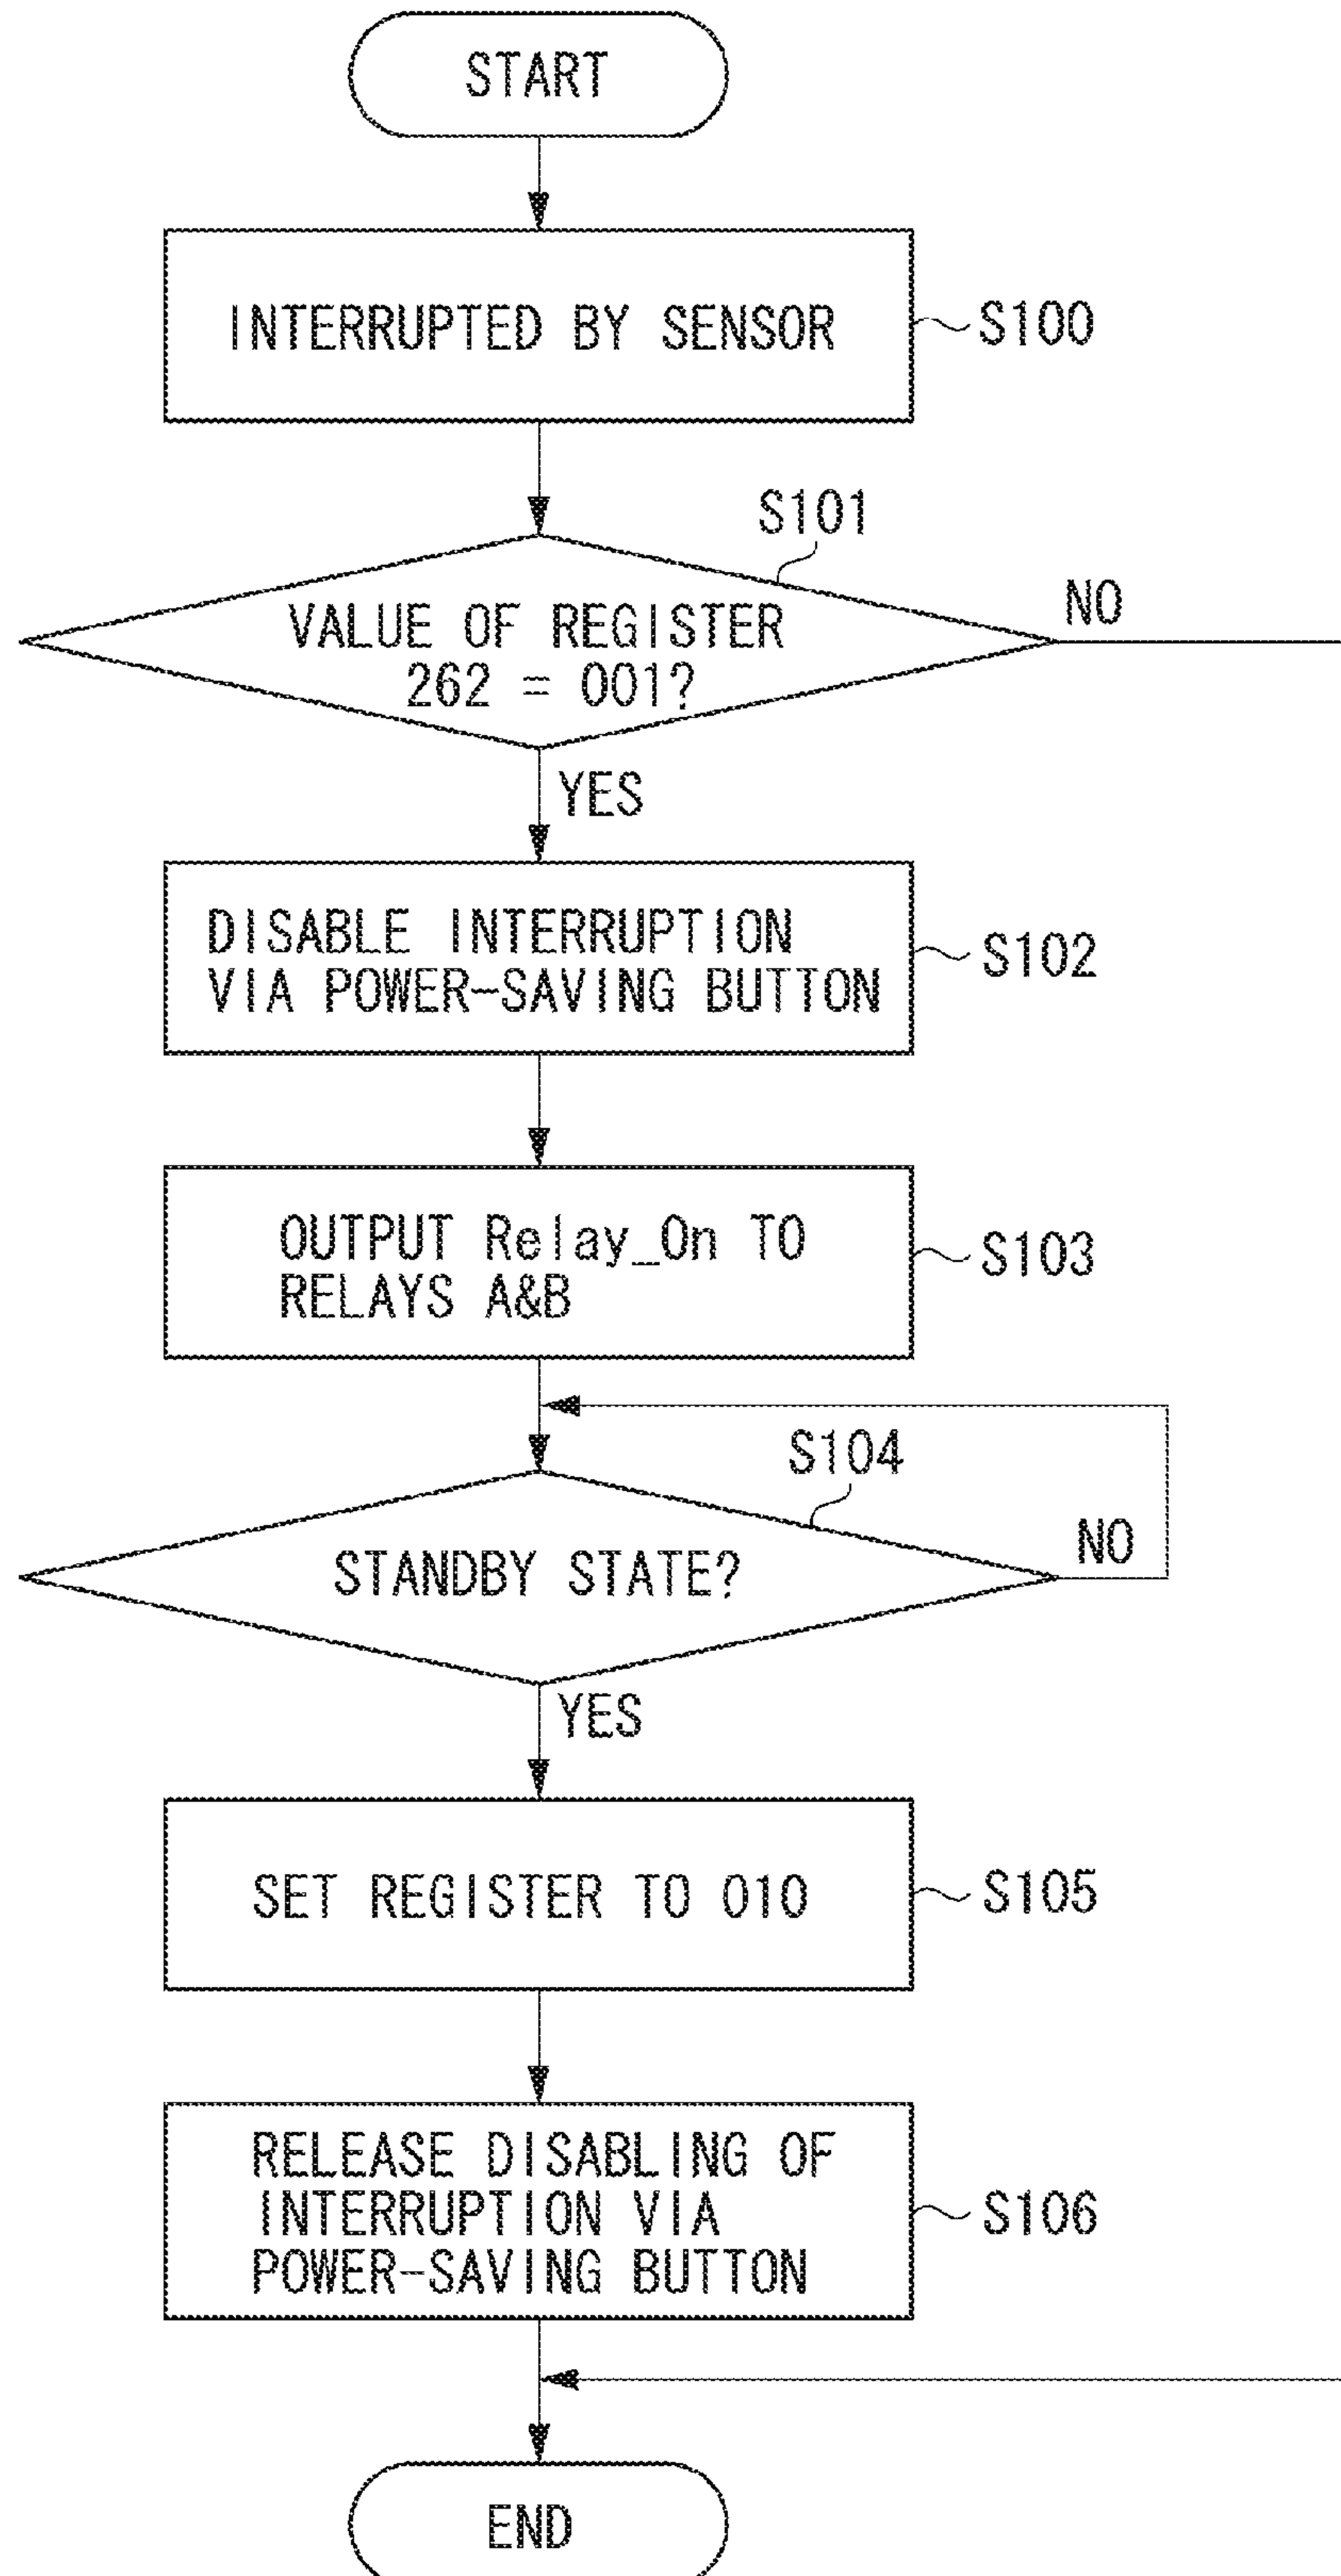 START
INTERRUPTED BY SENSOR
S100
S101
VALUE OF REGISTER
262 = 001?
NO
YES
DISABLE INTERRUPTION
VIA POWER-SAVING BUTTON
S102
OUTPUT Relay_On TO
RELAYS A&B
S103
S104
STANDBY STATE?
NO
YES
SET REGISTER TO 010
S105
RELEASE DISABLING OF
INTERRUPTION VIA
POWER-SAVING BUTTON
S106
END